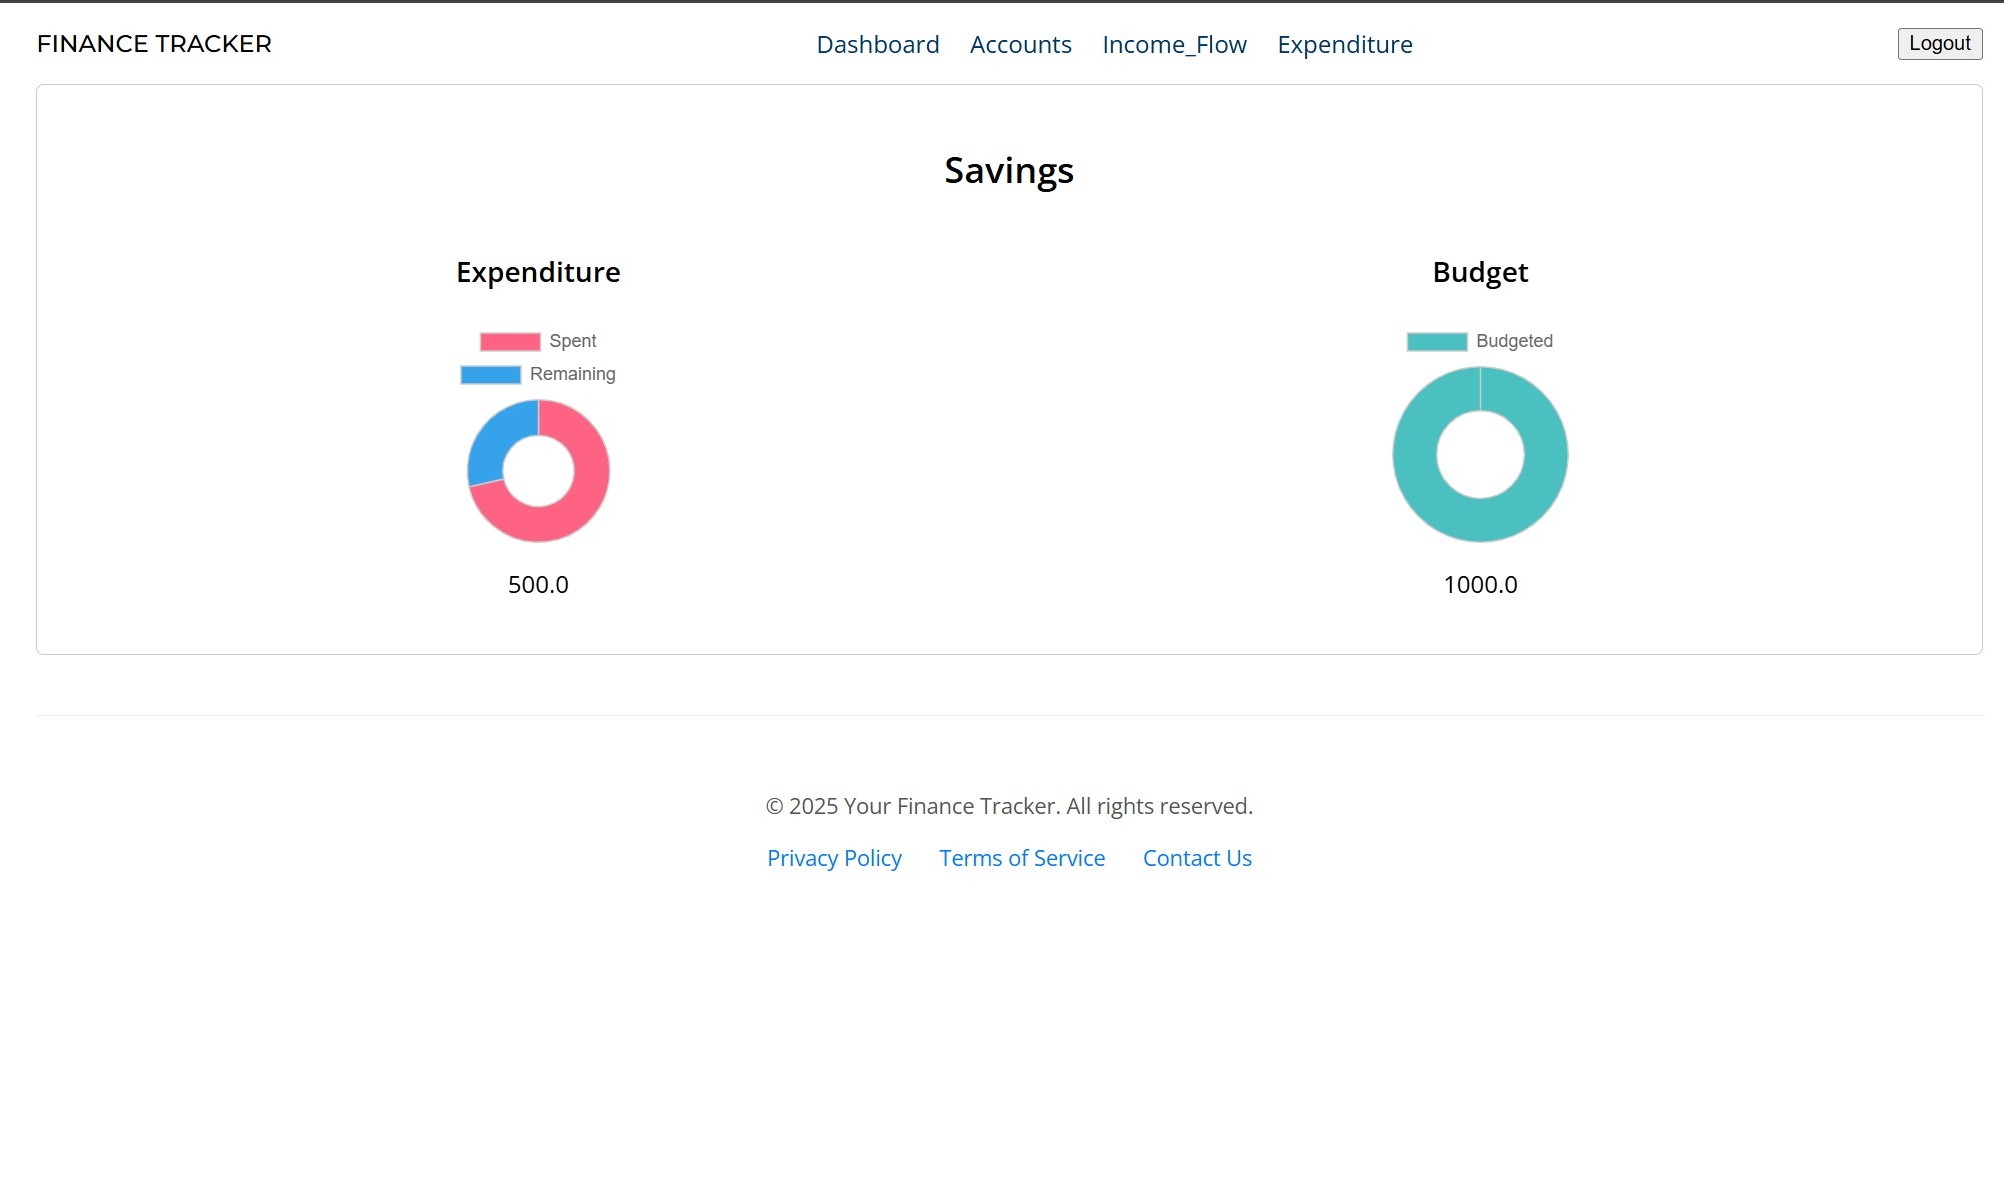 FINANCE TRACKER
Dashboard Accounts Income_Flow Expenditure
Logout
Savings
Expenditure
Spent
Remaining
500.0
Budget
Budgeted
1000.0
© 2025 Your Finance Tracker. All rights reserved.
Privacy Policy Terms of Service Contact Us